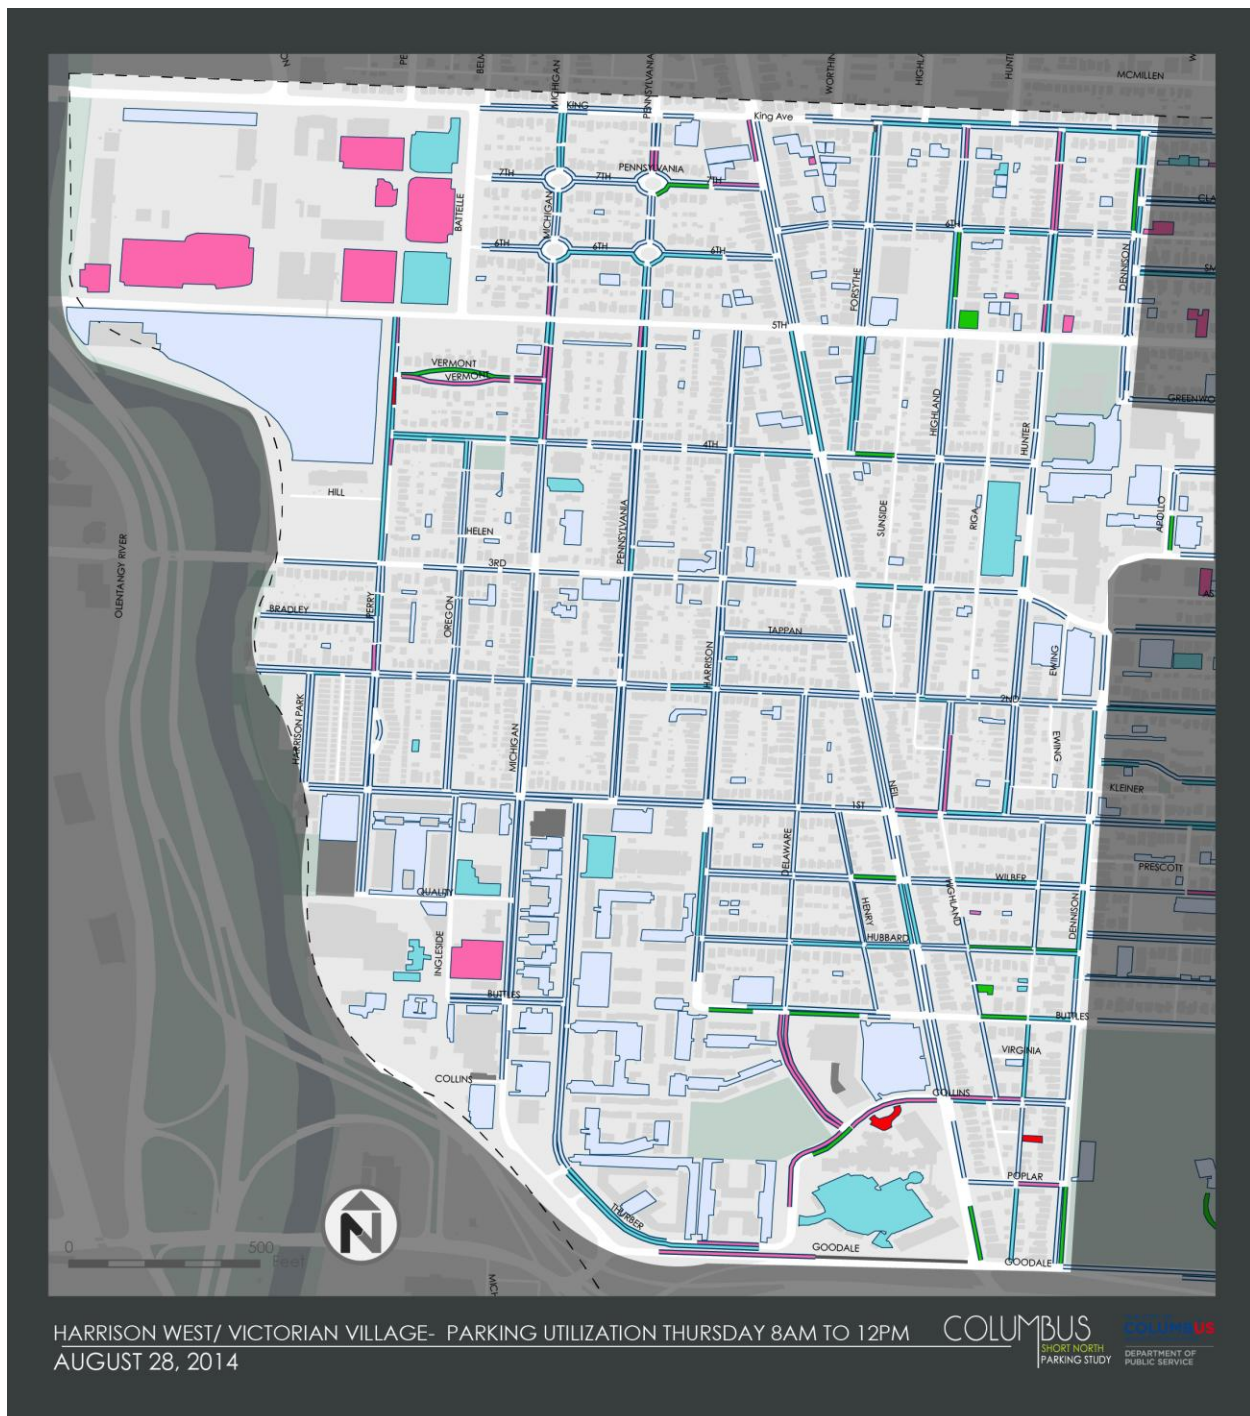 MCMILLEN
MICHIGAN
PENNSYLVANIA
KING
King Ave
PENNSYLVANIA
7TH
7TH
7TH
BATTELLE
MICHIGAN
6TH
6TH
6TH
6TH
DENNISON
FORSYTHE
5TH
VERMONT
VERMONT
HIGHLAND
HUNTER
4TH
HILL
PENNSYLVANIA
SUNSIDE
RIGA
APOLLO
HELEN
3RD
OLENTANGY RIVER
BRADLEY
PERRY
OREGON
TAPPAN
HARRISON
EWING
2ND
HARRISON PARK
MICHIGAN
EWING
NEIL
KLEINER
1ST
DELAWARE
PRESCOTT
WILBER
QUALITY
HENRY
HIGHLAND
DENNISON
HUBBARD
INGLESIDE
BUTTLES
BUTTLES
VIRGINIA
COLLINS
COLLINS
POPLAR
THURBER
N
GOODALE
GOODALE
0
500
Feet
HARRISON WEST/ VICTORIAN VILLAGE- PARKING UTILIZATION THURSDAY 8AM TO 12PM
AUGUST 28, 2014
COLUMBUS
SHORT NORTH
PARKING STUDY
COLUMBUS
DEPARTMENT OF
PUBLIC SERVICE